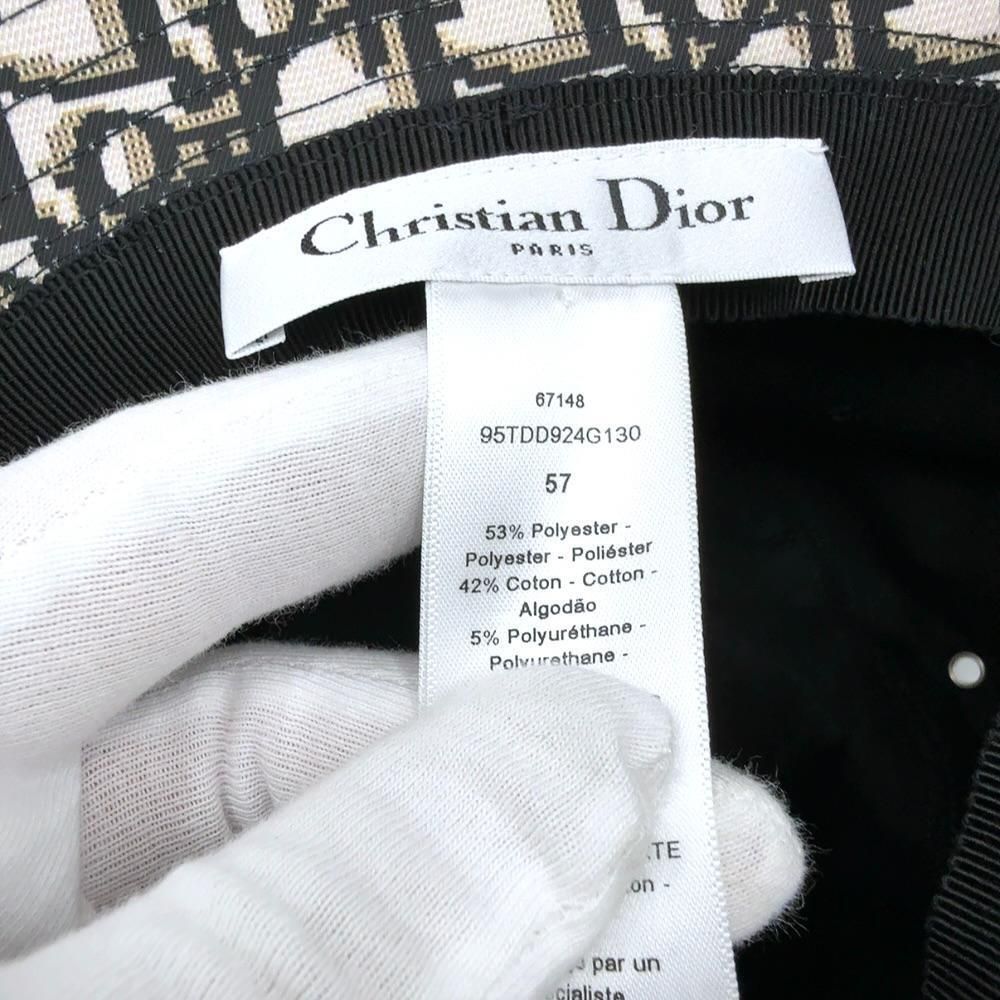 Christian Dior
PARIS
67148
95TDD924G130
57
53% Polyester -
Polyester - Poliéster
42% Coton - Cotton -
Algodão
5% Polyuréthane -
Polyurethane -
par un